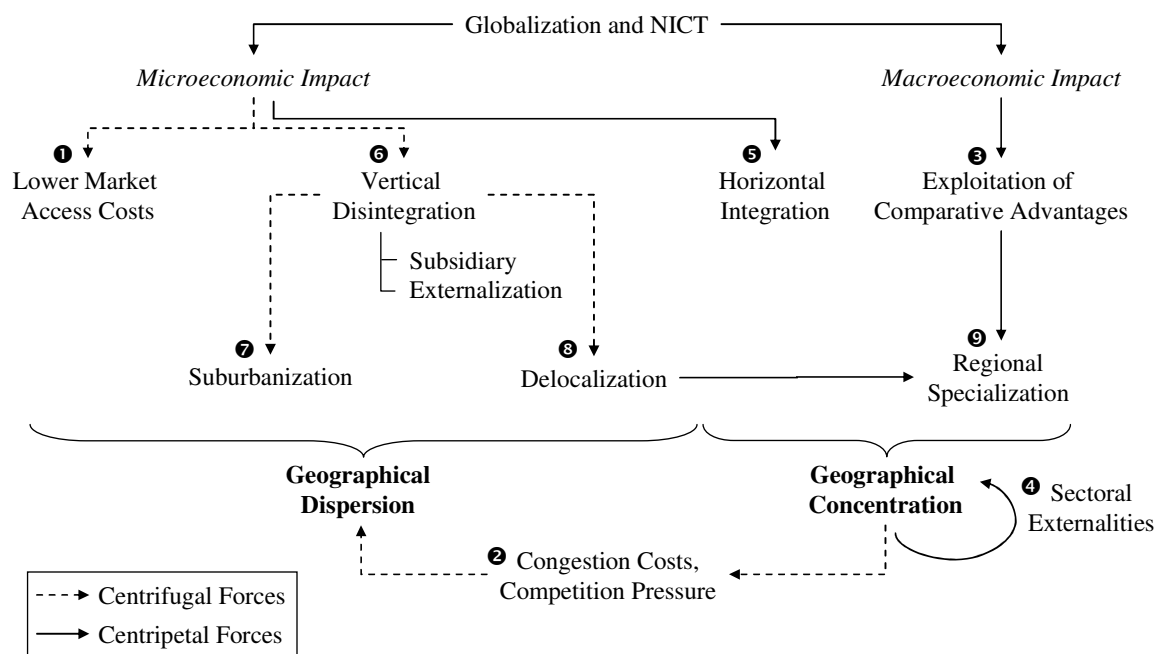 Globalization and NICT
Microeconomic Impact
Macroeconomic Impact
❶
Lower Market
Access Costs
❻
Vertical
Disintegration
Subsidiary
Externalization
❺
Horizontal
Integration
❸
Exploitation of
Comparative Advantages
❼
Suburbanization
❽
Delocalization
❾
Regional
Specialization
Geographical
Dispersion
Geographical
Concentration
❹ Sectoral
Externalities
❷ Congestion Costs,
Competition Pressure
Centrifugal Forces
Centripetal Forces